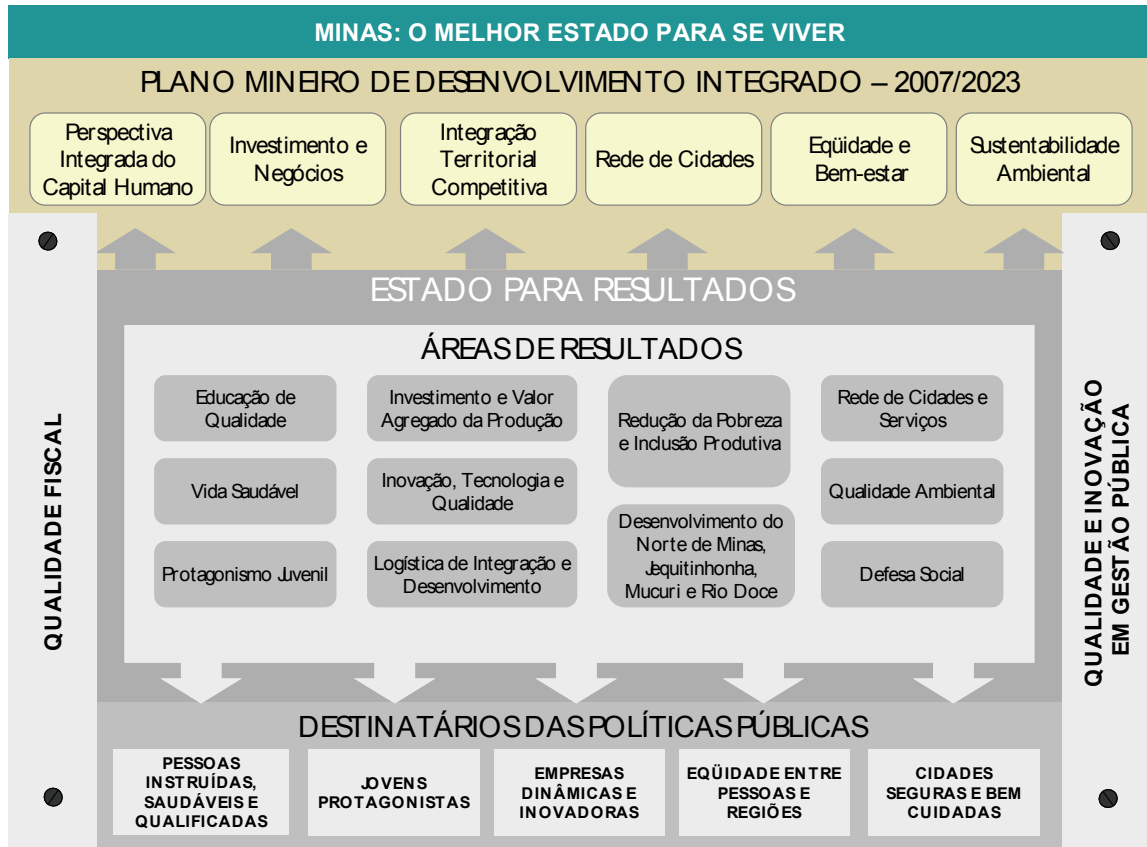 MINAS: O MELHOR ESTADO PARA SE VIVER
PLANO MINEIRO DE DESENVOLVIMENTO INTEGRADO – 2007/2023
Perspectiva
Integrada do
Capital Humano
Investimento e
Negócios
Integração
Territorial
Competitiva
Rede de Cidades
Eqüidade e
Bem-estar
Sustentabilidade
Ambiental
ESTADO PARA RESULTADOS
ÁREAS DE RESULTADOS
Educação de
Qualidade
Investimento e Valor
Agregado da Produção
Redução da Pobreza
e Inclusão Produtiva
Rede de Cidades e
Serviços
Vida Saudável
Inovação, Tecnologia e
Qualidade
Qualidade Ambiental
Protagonismo Juvenil
Logística de Integração e
Desenvolvimento
Desenvolvimento do
Norte de Minas,
Jequitinhonha,
Mucuri e Rio Doce
Defesa Social
QUALIDADE FISCAL
QUALIDADE E INOVAÇÃO
EM GESTÃO PÚBLICA
DESTINATÁRIOS DAS POLÍTICAS PÚBLICAS
PESSOAS
INSTRUÍDAS,
SAUDÁVEIS E
QUALIFICADAS
JOVENS
PROTAGONISTAS
EMPRESAS
DINÂMICAS E
INOVADORAS
EQÜIDADE ENTRE
PESSOAS E
REGIÕES
CIDADES
SEGURAS E BEM
CUIDADAS